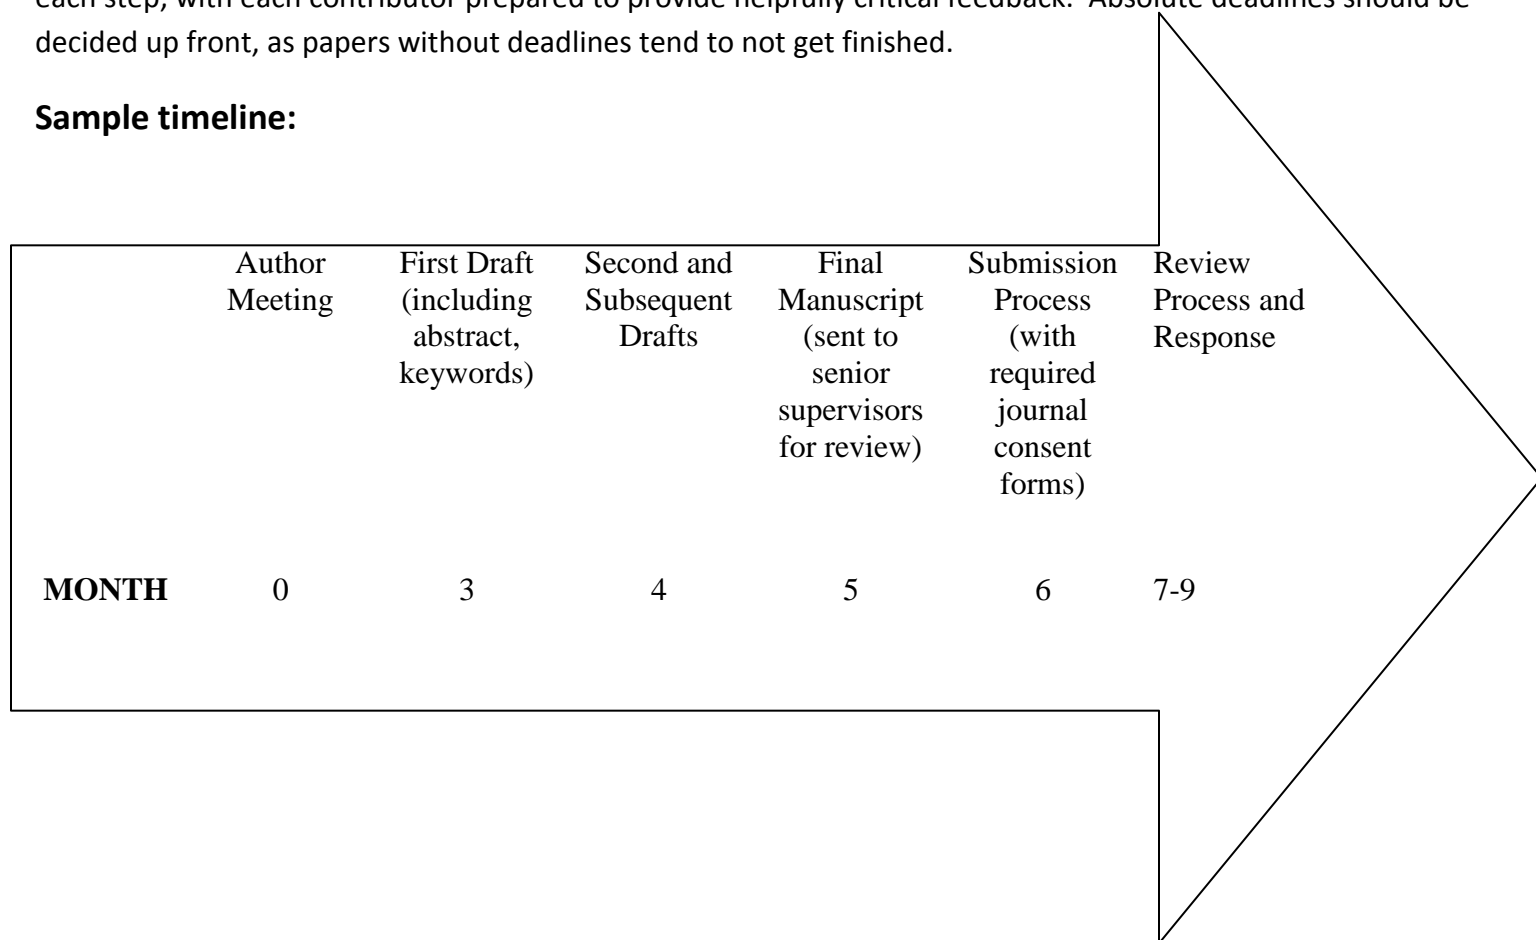 each step, with each contributor prepared to provide helpfully critical feedback. Absolute deadlines should be
decided up front, as papers without deadlines tend to not get finished.
Sample timeline:
Author
Meeting
First Draft
(including
abstract,
keywords)
Second and
Subsequent
Drafts
Final
Manuscript
(sent to
senior
supervisors
for review)
Submission
Process
(with
required
journal
consent
forms)
Review
Process and
Response
MONTH 0 3 4 5 6 7-9